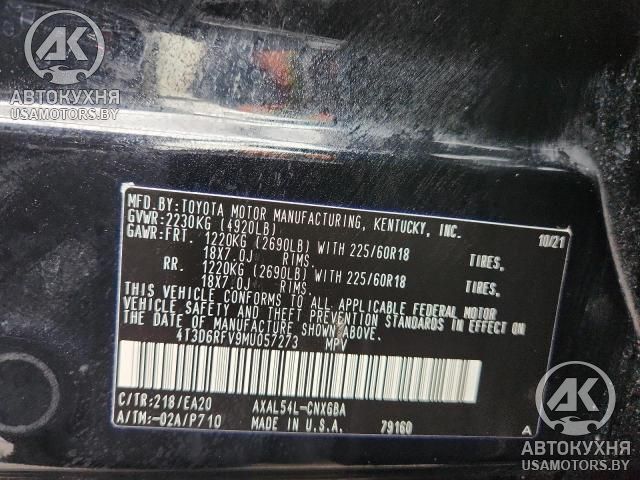 AK
АВТОКУХНЯ
USAMOTORS.BY
MFD.BY:TOYOTA MOTOR MANUFACTURING, KENTUCKY, INC.
GVWR:2230KG (4920LB) 10/21
GAWR:FRT. 1220KG (2690LB) WITH 225/60R18 TIRES,
18X7.0J RIMS.
RR. 1220KG (2690LB) WITH 225/60R18 TIRES,
18X7.0J RIMS.
THIS VEHICLE CONFORMS TO ALL APPLICABLE FEDERAL MOTOR
VEHICLE SAFETY AND THEFT PREVENTION STANDARDS IN EFFECT ON
THE DATE OF MANUFACTURE SHOWN ABOVE.
4T3D6RFV9MU057273 MPV
C/TR:218/EA20 AXAL54L-CNXGBA
A/TM:-02A/P710 MADE IN U.S.A. 79160 A
AK
АВТОКУХНЯ
USAMOTORS.BY